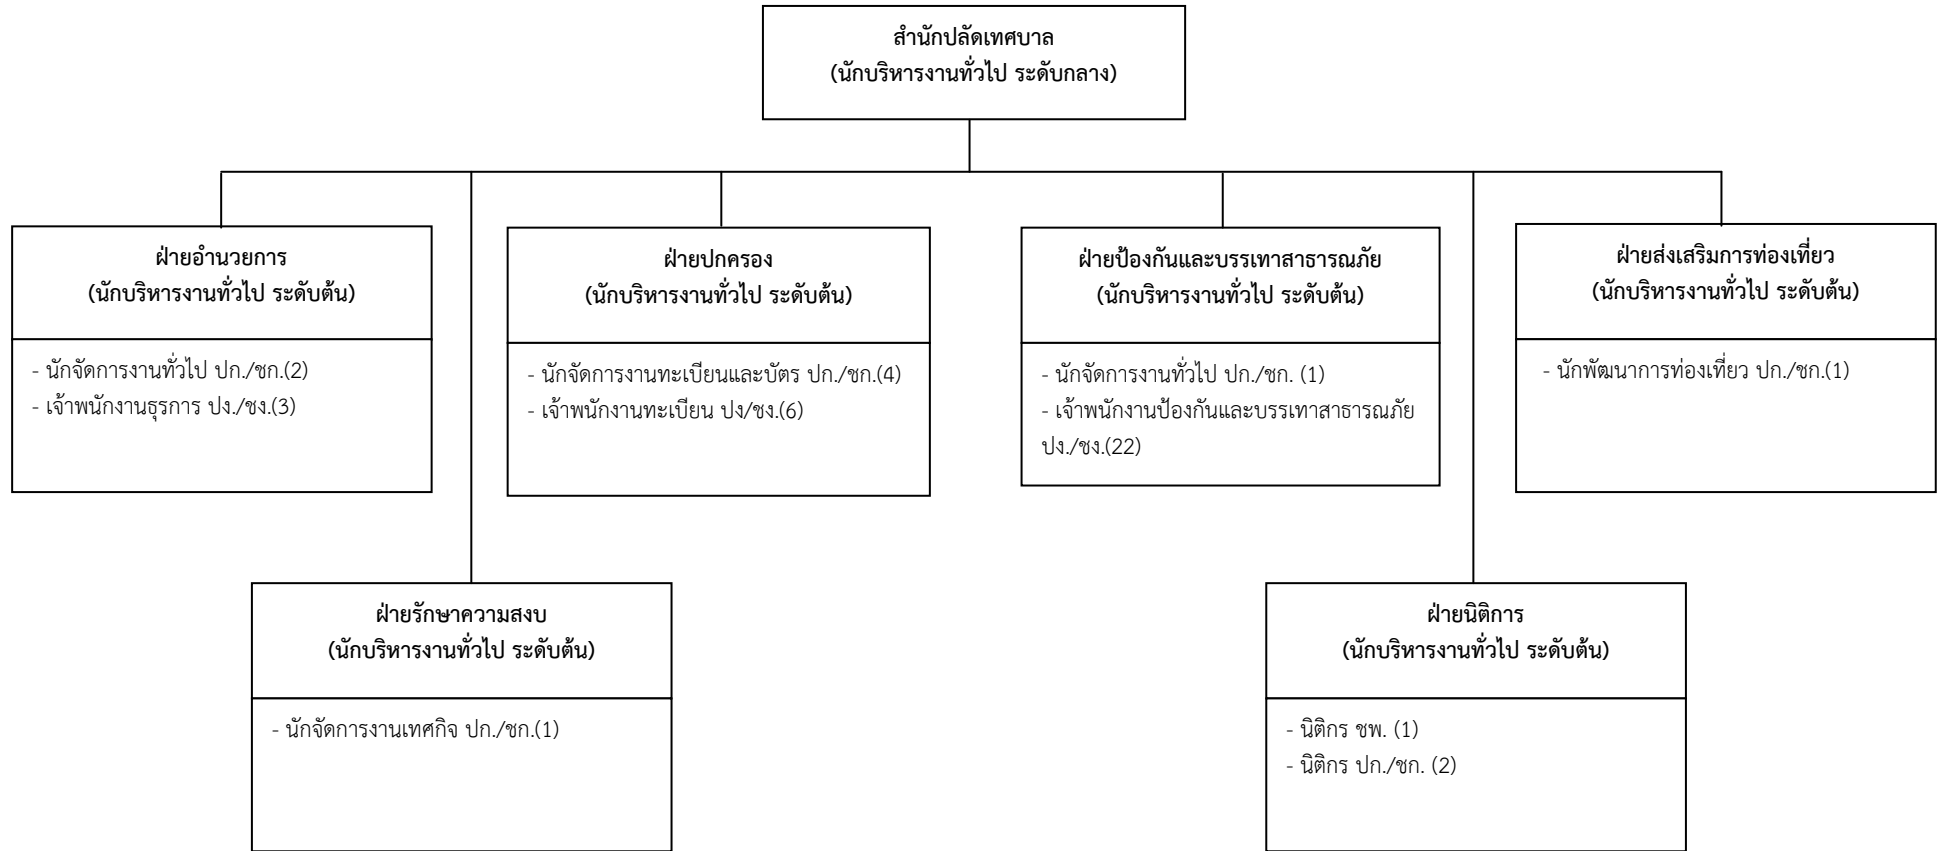 สำนักปลัดเทศบาล
(นักบริหารงานทั่วไป ระดับกลาง)
ฝ่ายอำนวยการ
(นักบริหารงานทั่วไป ระดับต้น)
- นักจัดการงานทั่วไป ปก./ชก.(2)
- เจ้าพนักงานธุรการ ปง./ชง.(3)
ฝ่ายปกครอง
(นักบริหารงานทั่วไป ระดับต้น)
- นักจัดการงานทะเบียนและบัตร ปก./ชก.(4)
- เจ้าพนักงานทะเบียน ปง/ชง.(6)
ฝ่ายป้องกันและบรรเทาสาธารณภัย
(นักบริหารงานทั่วไป ระดับต้น)
- นักจัดการงานทั่วไป ปก./ชก. (1)
- เจ้าพนักงานป้องกันและบรรเทาสาธารณภัย
ปง./ชง.(22)
ฝ่ายส่งเสริมการท่องเที่ยว
(นักบริหารงานทั่วไป ระดับต้น)
- นักพัฒนาการท่องเที่ยว ปก./ชก.(1)
ฝ่ายรักษาความสงบ
(นักบริหารงานทั่วไป ระดับต้น)
- นักจัดการงานเทศกิจ ปก./ชก.(1)
ฝ่ายนิติการ
(นักบริหารงานทั่วไป ระดับต้น)
- นิติกร ชพ. (1)
- นิติกร ปก./ชก. (2)